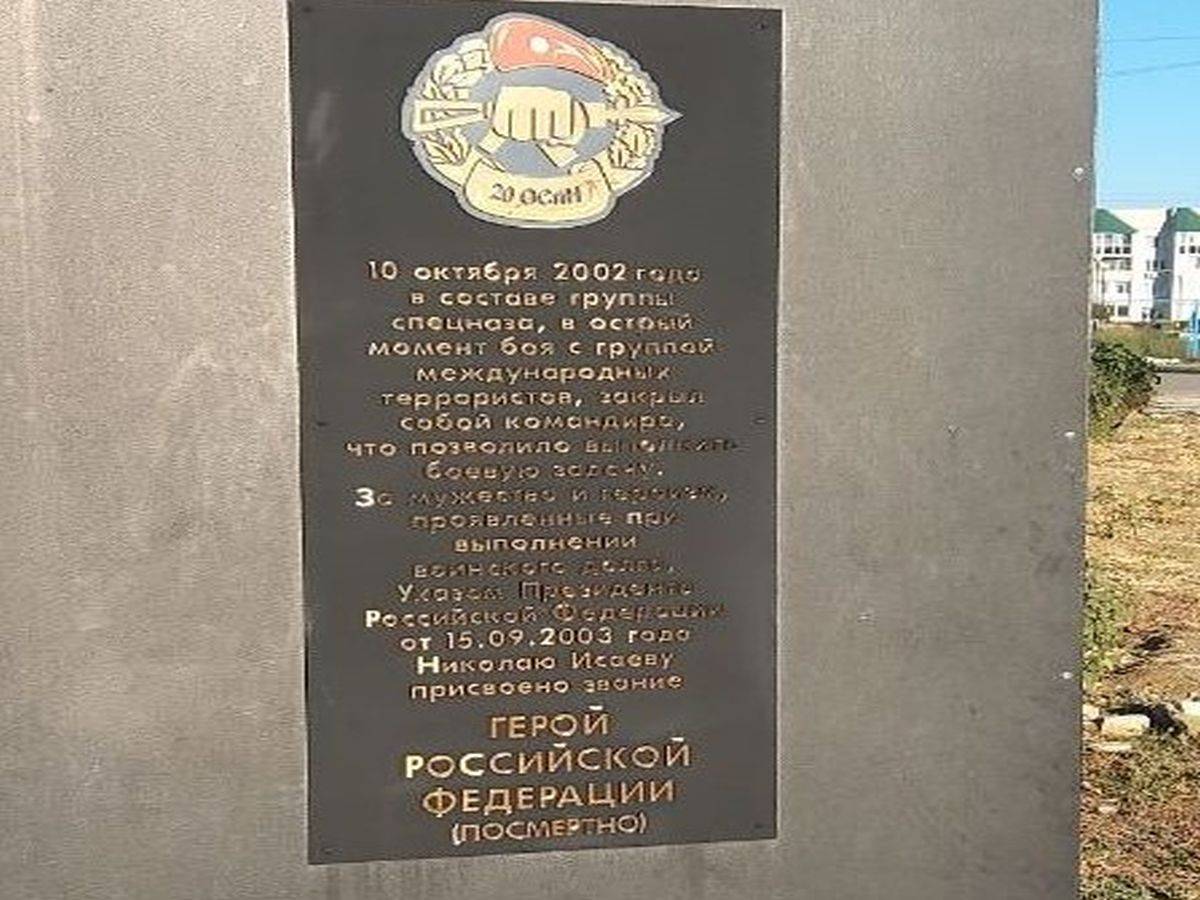 20 ОСпН
10 октября 2002 года
в составе группы
спецназа, в острый
момент боя с группой
международных
террористов, закрыл
собой командира,
что позволило выполнить
боевую задачу.
За мужество и героизм,
проявленные при
выполнении
воинского долга,
Указом Президента
Российской Федерации
от 15.09.2003 года
Николаю Исаеву
присвоено звание
ГЕРОЙ
РОССИЙСКОЙ
ФЕДЕРАЦИИ
(ПОСМЕРТНО)